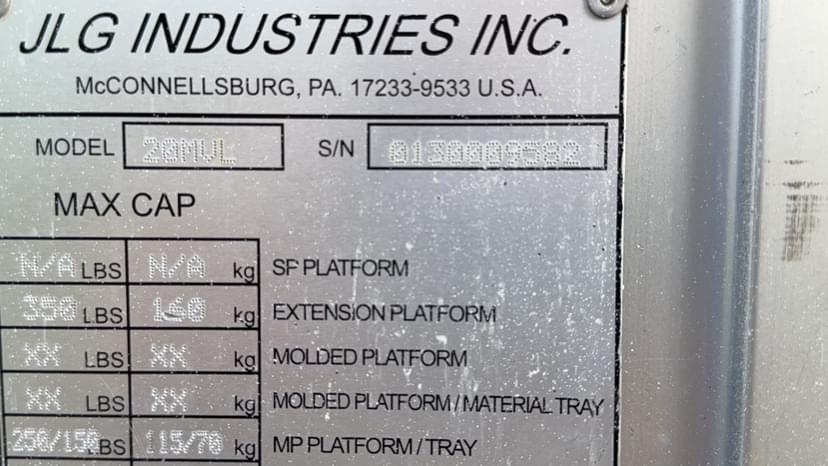 JLG INDUSTRIES INC.
McCONNELLSBURG, PA. 17233-9533 U.S.A.
MODEL 20MVL S/N 0130009582
MAX CAP
N/A LBS N/A kg SP PLATFORM
350 LBS 160 kg EXTENSION PLATFORM
XX LBS XX kg MOLDED PLATFORM
XX LBS XX kg MOLDED PLATFORM / MATERIAL TRAY
250/150 LBS 115/70 kg MP PLATFORM / TRAY